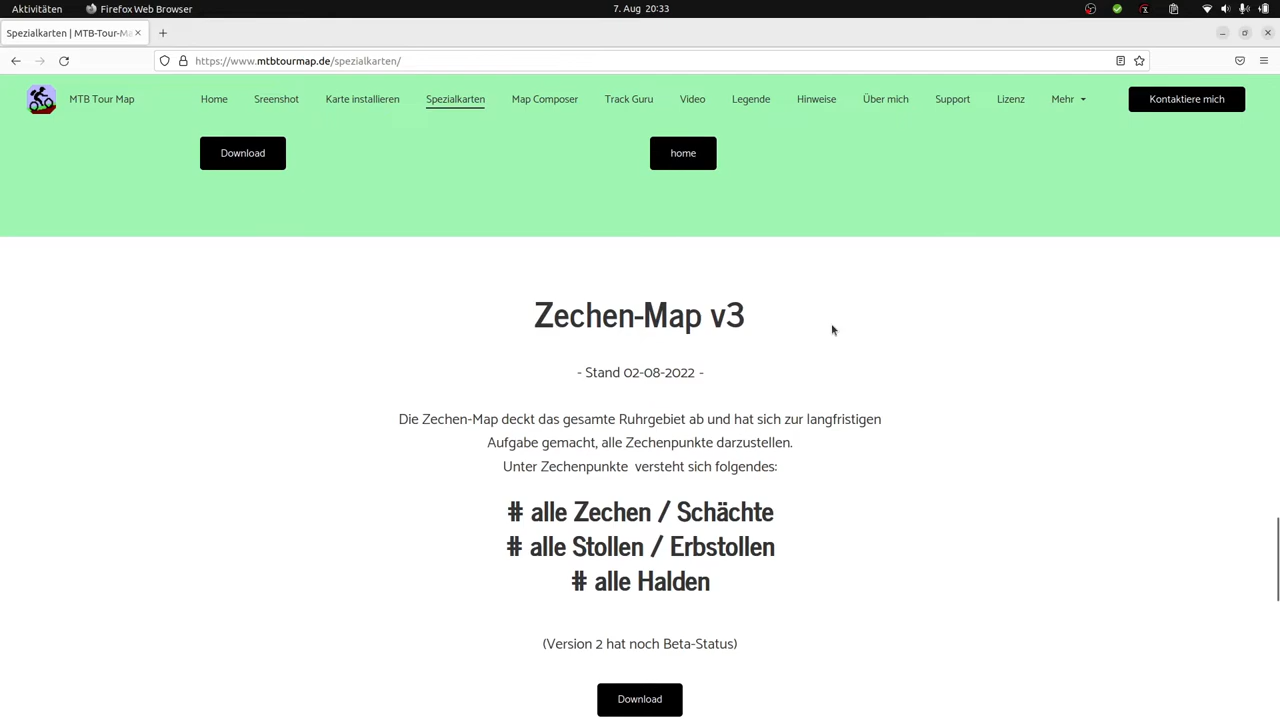 Aktivitäten Firefox Web Browser 7. Aug 20:33
Spezialkarten | MTB-Tour-Ma
https://www.mtbtourmap.de/spezialkarten/
MTB Tour Map Home Sreenshot Karte installieren Spezialkarten Map Composer Track Guru Video Legende Hinweise Über mich Support Lizenz Mehr Kontaktiere mich
Download home
Zechen-Map v3
- Stand 02-08-2022 -
Die Zechen-Map deckt das gesamte Ruhrgebiet ab und hat sich zur langfristigen
Aufgabe gemacht, alle Zechenpunkte darzustellen.
Unter Zechenpunkte versteht sich folgendes:
# alle Zechen / Schächte
# alle Stollen / Erbstollen
# alle Halden
(Version 2 hat noch Beta-Status)
Download